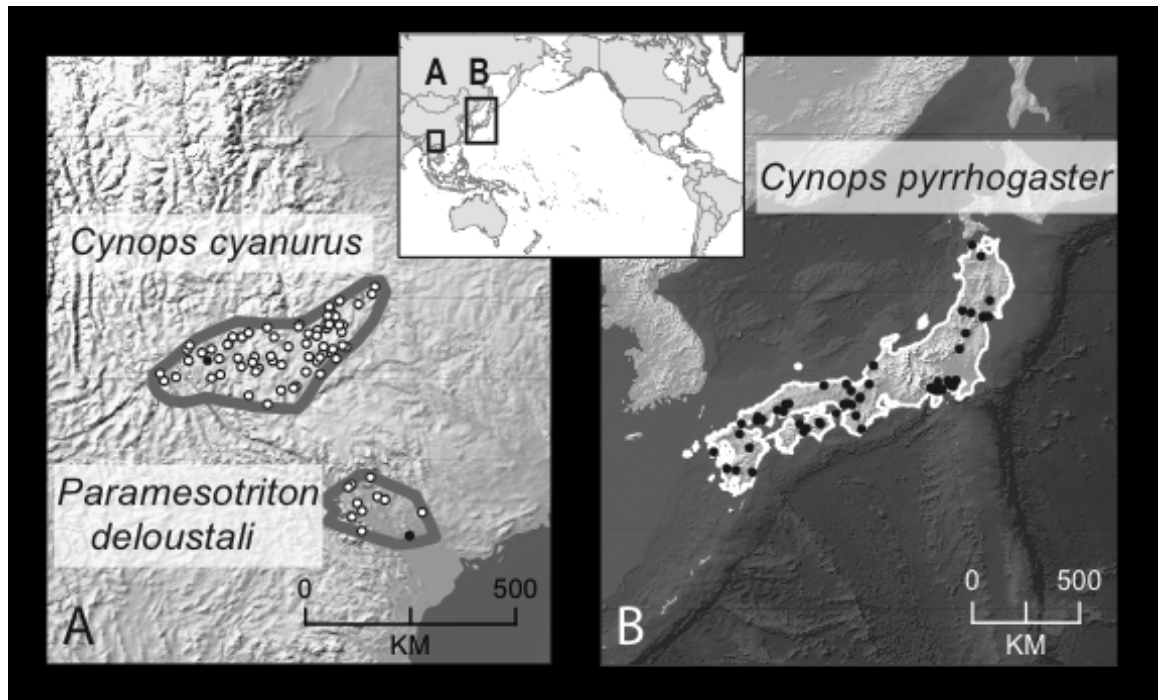 A B
Cynops pyrrhogaster
Cynops cyanurus
Paramesotriton
deloustali
0 500
KM
A
0 500
KM
B